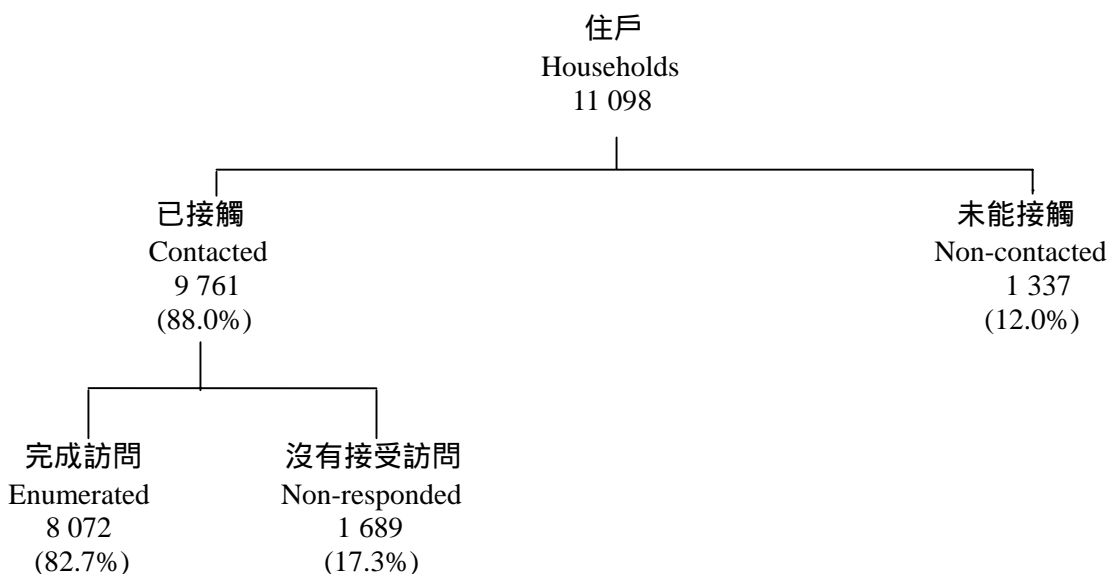 住戶
Households
11 098
已接觸
Contacted
9 761
(88.0%)
未能接觸
Non-contacted
1 337
(12.0%)
完成訪問
Enumerated
8 072
(82.7%)
沒有接受訪問
Non-responded
1 689
(17.3%)